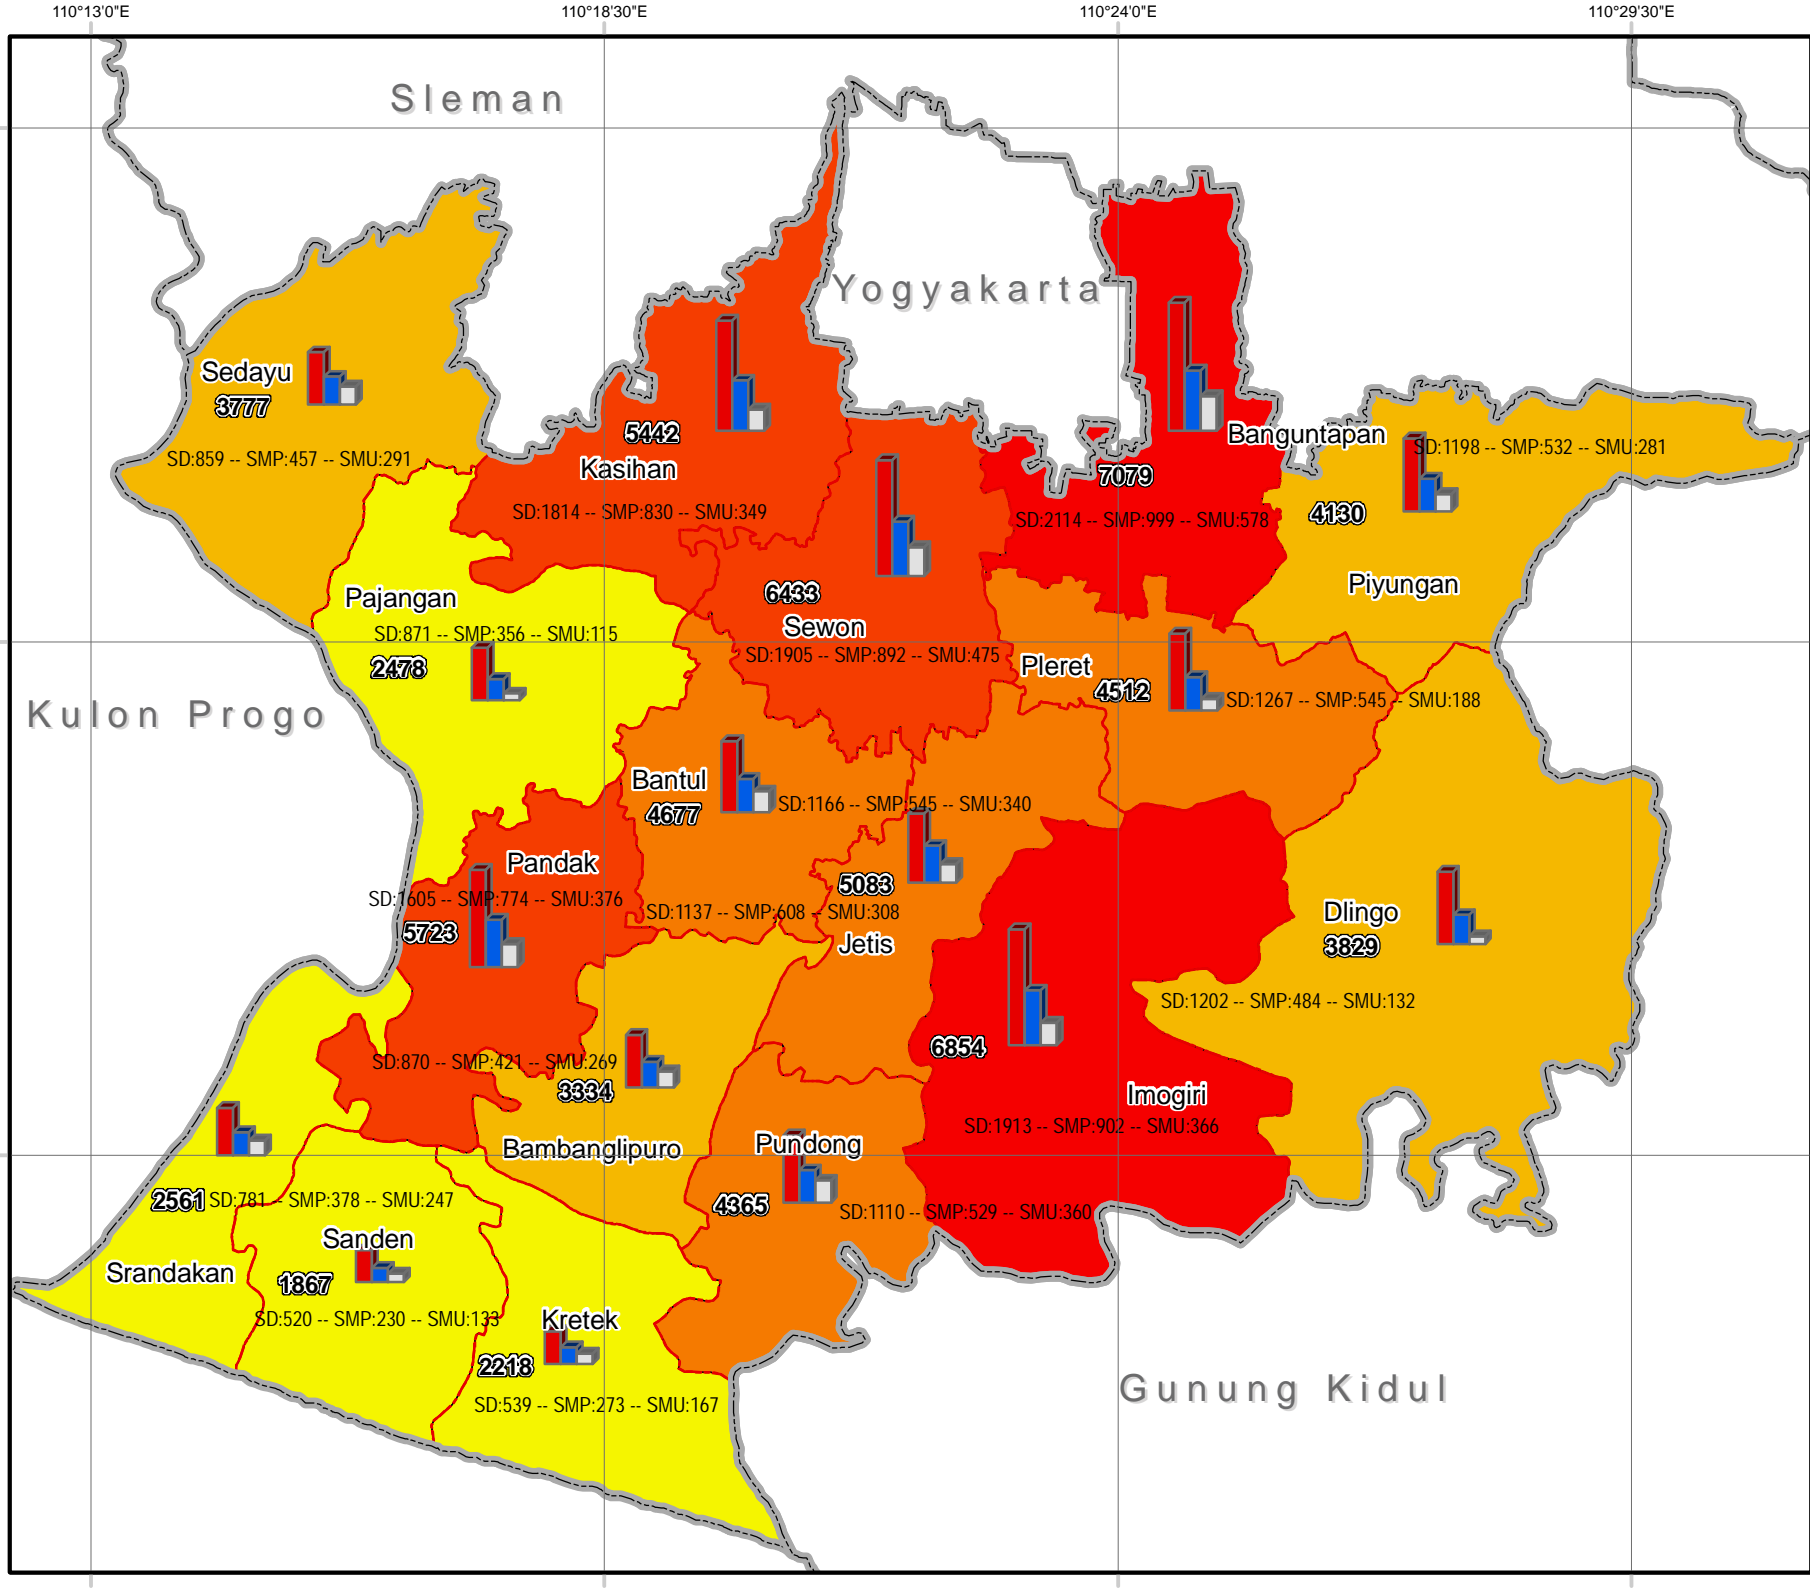 110°13'0"E
110°18'30"E
110°24'0"E
110°29'30"E
Sleman
Yogyakarta
Sedayu
3777
SD:859 -- SMP:457 -- SMU:291
5442
Kasihan
SD:1814 -- SMP:830 -- SMU:349
Banguntapan
7079
SD:2114 -- SMP:999 -- SMU:578
SD:1198 -- SMP:532 -- SMU:281
4130
Piyungan
Pajangan
SD:871 -- SMP:356 -- SMU:115
2478
6433
Sewon
SD:1905 -- SMP:892 -- SMU:475
Pleret
4512
SD:1267 -- SMP:545 -- SMU:188
Kulon Progo
Bantul
4677
SD:1166 -- SMP:545 -- SMU:340
Pandak
SD:1605 -- SMP:774 -- SMU:376
5723
5083
SD:1137 -- SMP:608 -- SMU:308
Jetis
Dlingo
3829
SD:1202 -- SMP:484 -- SMU:132
SD:870 -- SMP:421 -- SMU:269
3334
Bambanglipuro
6854
Imogiri
SD:1913 -- SMP:902 -- SMU:366
Pundong
4365
SD:1110 -- SMP:529 -- SMU:360
2561
SD:781 -- SMP:378 -- SMU:247
Srandakan
Sanden
1867
SD:520 -- SMP:230 -- SMU:133
Kretek
2218
SD:539 -- SMP:273 -- SMU:167
Gunung Kidul